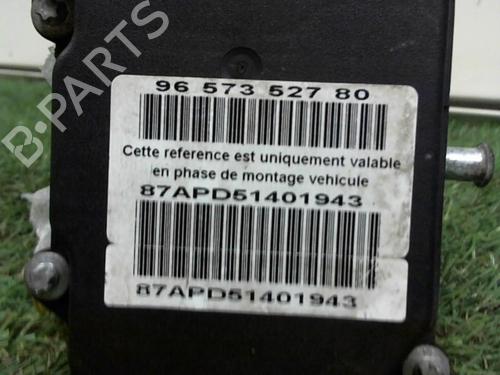 B-PARTS
96 573 527 80
Cette reference est uniquement valable
en phase de montage vehicule
87APD51401943
87APD51401943